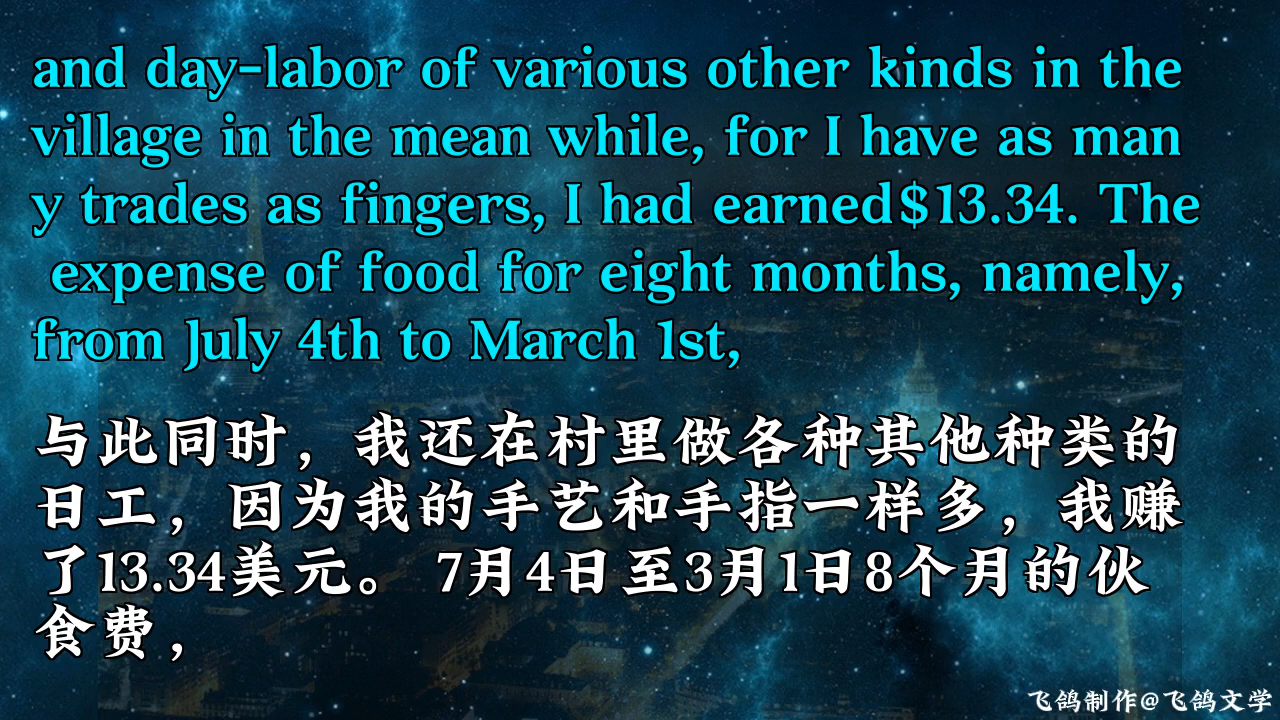 and day-labor of various other kinds in the
village in the mean while, for I have as man
y trades as fingers, I had earned$13.34. The
expense of food for eight months, namely,
from July 4th to March 1st,
与此同时，我还在村里做各种其他种类的
日工，因为我的手艺和手指一样多，我赚
了13.34美元。 7月4日至3月1日8个月的伙
食费，
飞鸽制作@飞鸽文学